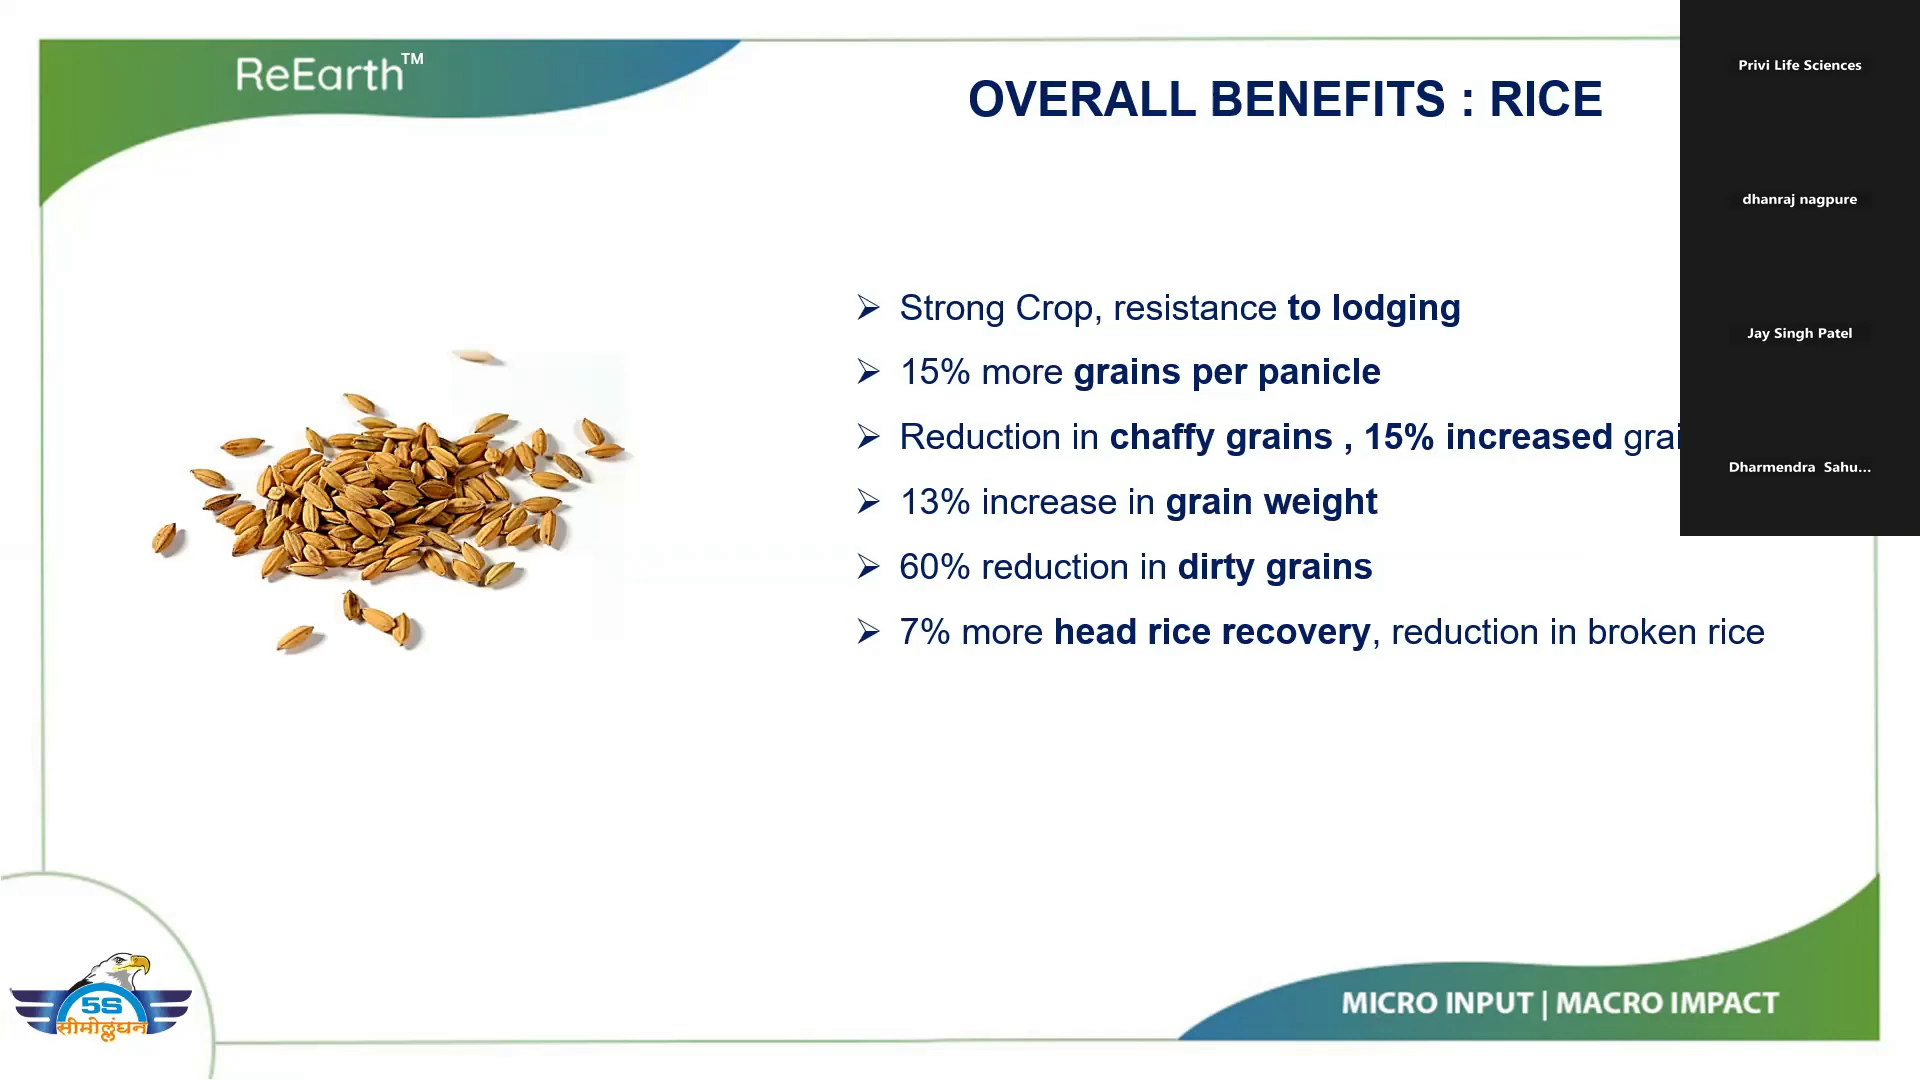 ReEarth™
OVERALL BENEFITS : RICE
➢ Strong Crop, resistance to lodging
➢ 15% more grains per panicle
➢ Reduction in chaffy grains , 15% increased
➢ 13% increase in grain weight
➢ 60% reduction in dirty grains
➢ 7% more head rice recovery, reduction in broken rice
Privi Life Sciences
dhanraj nagpure
Jay Singh Patel
Dharmendra Sahu...
5S
सीमोल्लंघन
MICRO INPUT | MACRO IMPACT